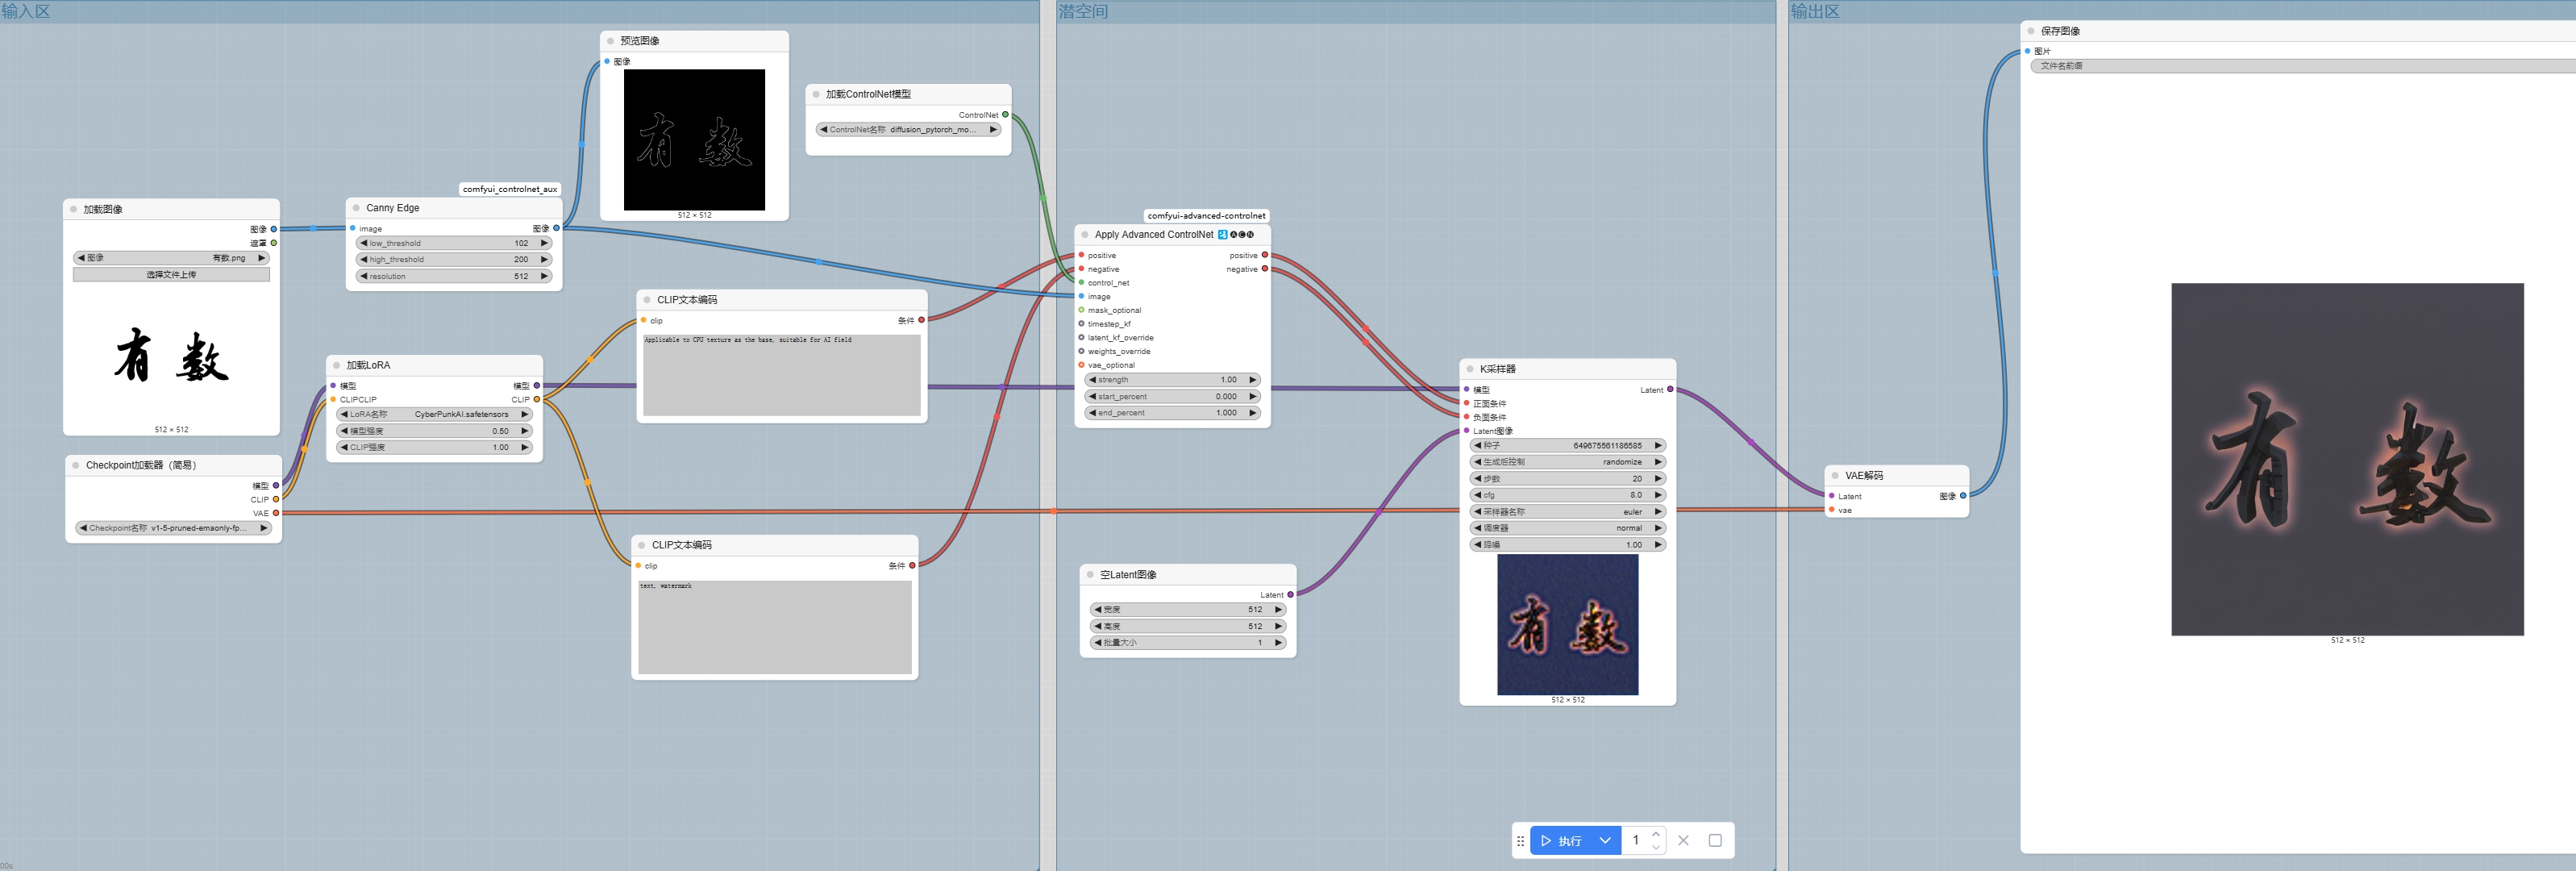 输入区
预览图像
图像
有 数
512 × 512
加载ControlNet模型
ControlNet
ControlNet名称 diffusion_pytorch_mo...
加载图像
图像
遮罩
图像 有数.png
选择文件上传
有 数
512 × 512
comfyui_controlnet_aux
Canny Edge
image 图像
low_threshold 102
high_threshold 200
resolution 512
CLIP文本编码
clip 条件
Applicable to CPU texture as the base, suitable for AI field
加载LoRA
模型 模型
CLIPCLIP CLIP
LoRA名称 CyberPunkAI.safetensors
模型强度 0.50
CLIP强度 1.00
Checkpoint加载器（简易）
模型
CLIP
VAE
Checkpoint名称 v1-5-pruned-emaonly-fp...
CLIP文本编码
clip 条件
text, watermark
00s
潜空间
comfyui-advanced-controlnet
Apply Advanced ControlNet 🛂🅐🅒🅝
positive positive
negative negative
control_net
image
mask_optional
timestep_kf
latent_kf_override
weights_override
vae_optional
strength 1.00
start_percent 0.000
end_percent 1.000
空Latent图像
Latent
宽度 512
高度 512
批量大小 1
K采样器
模型 Latent
正面条件
负面条件
Latent图像
种子 649675561186585
生成后控制 randomize
步数 20
cfg 8.0
采样器名称 euler
调度器 normal
降噪 1.00
有 数
512 × 512
执行 1
输出区
VAE解码
Latent 图像
vae
保存图像
图片
文件名前缀
有 数
512 × 512